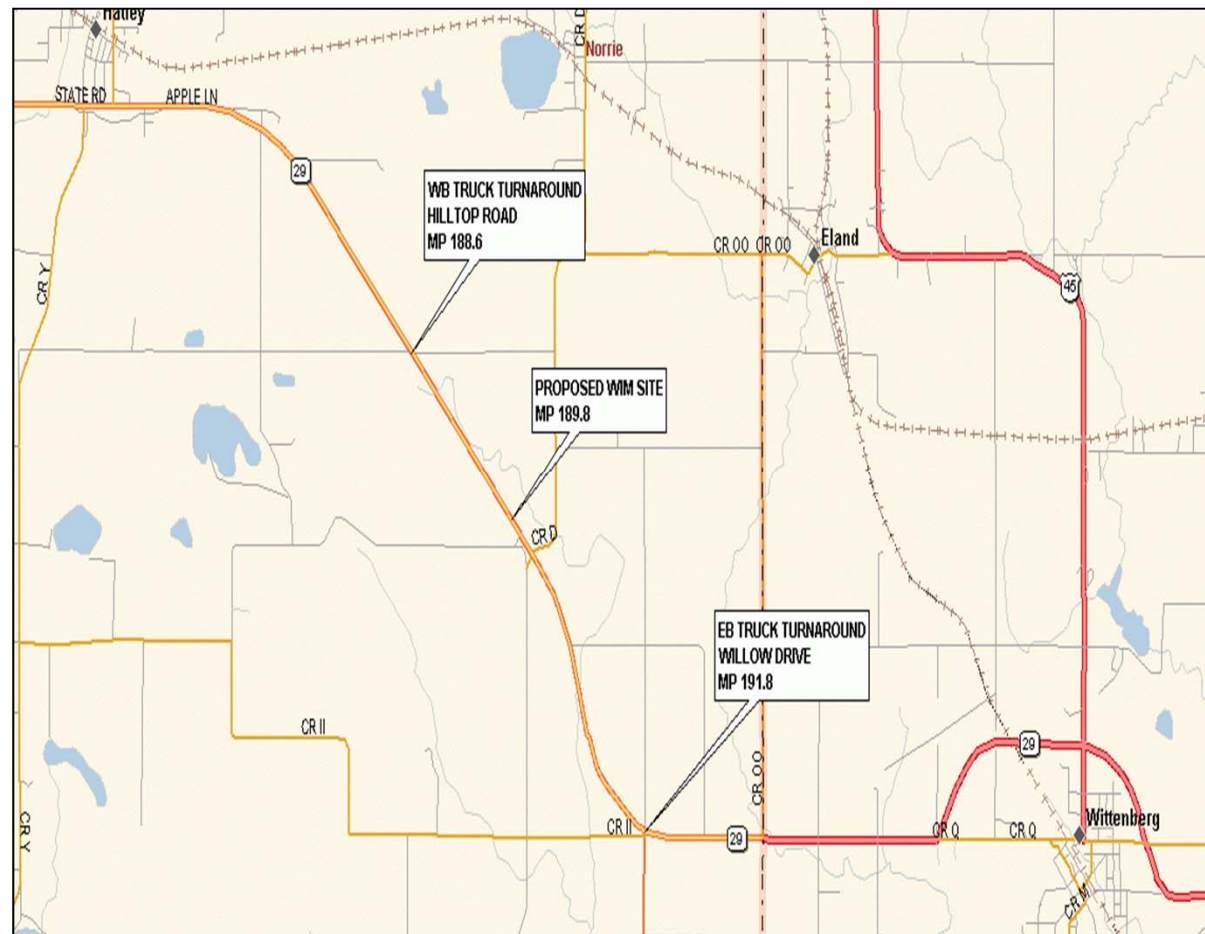 Hatley
CR D
Norrie
STATE RD
APPLE LN
29
WB TRUCK TURNAROUND
HILLTOP ROAD
MP 188.6
CR OO
CR OO
Eland
45
CR Y
PROPOSED WIM SITE
MP 189.8
CR D
EB TRUCK TURNAROUND
WILLOW DRIVE
MP 191.8
CR II
29
CR OO
CR Y
CR II
29
CR Q
CR Q
Wittenberg
CR M